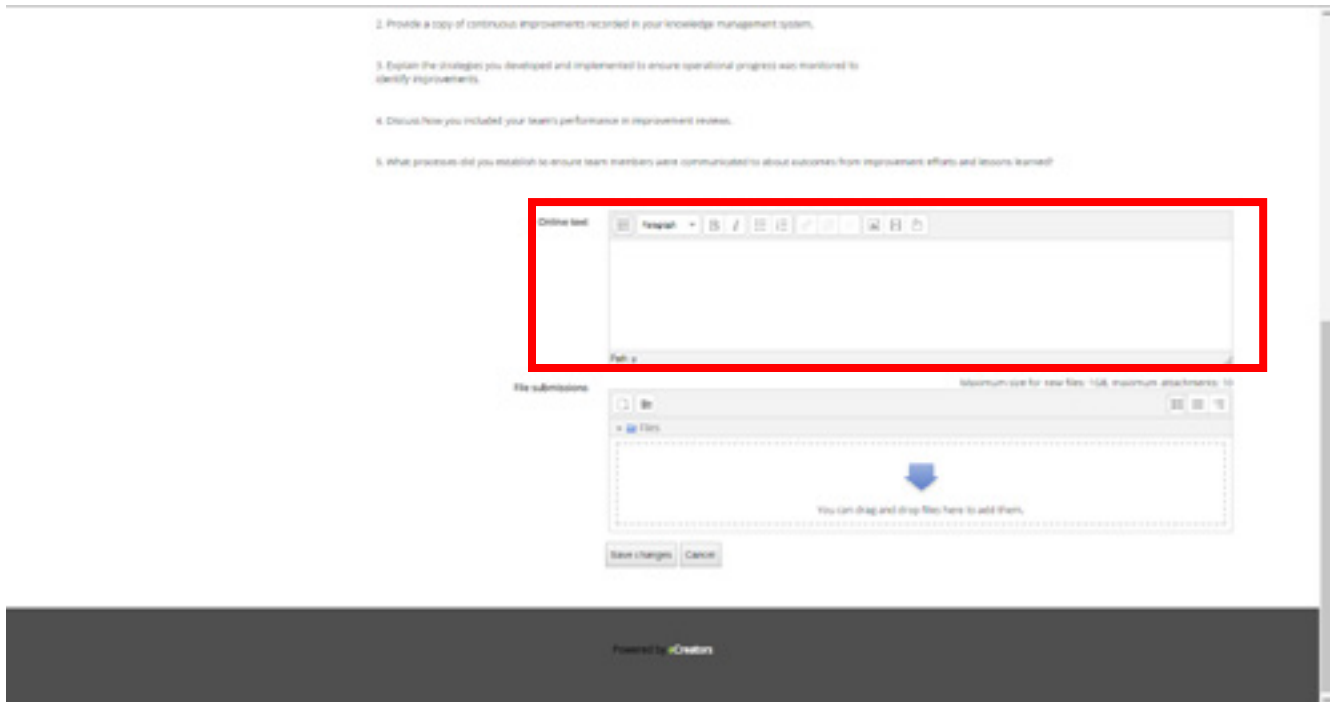 2. Provide a copy of continuous improvements recorded in your knowledge management system.
3. Explain the strategies you developed and implemented to ensure operational progress was monitored to
identify improvements.
4. Discuss how you included your team's performance in improvement reviews.
5. What processes did you establish to ensure team members were communicated to about outcomes from improvement efforts and lessons learned?
Online text
Paragraph
B I
Path: p
Maximum size for new files: 1GB, maximum attachments: 10
File submissions
Files
You can drag and drop files here to add them.
Save changes Cancel
Powered by eCreators